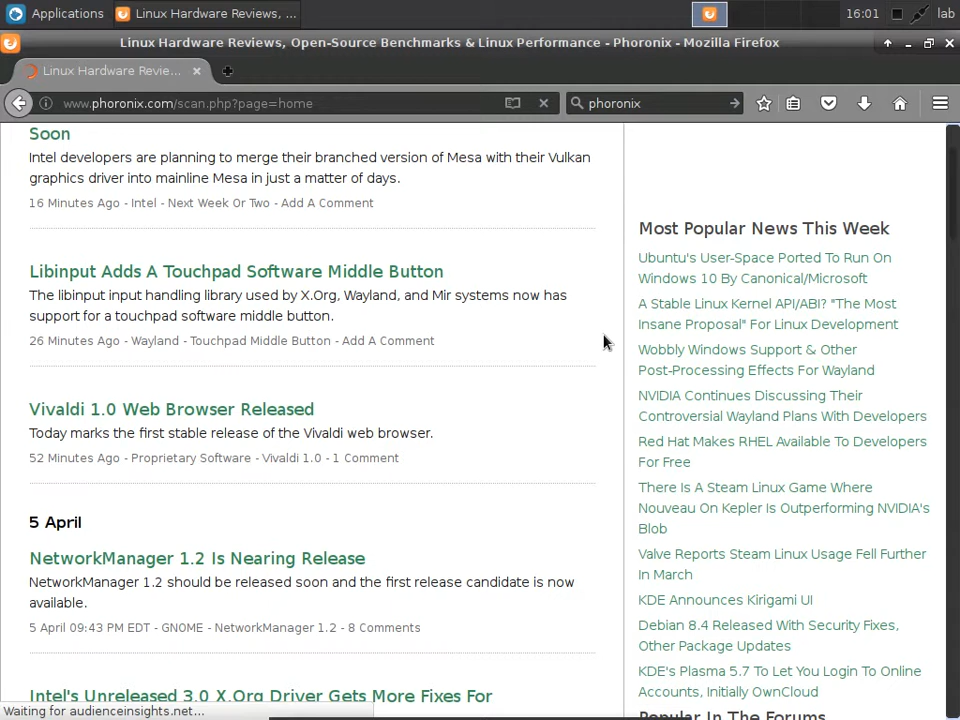 Applications
Linux Hardware Reviews, ...
16:01
lab
Linux Hardware Reviews, Open-Source Benchmarks & Linux Performance - Phoronix - Mozilla Firefox
Linux Hardware Revie...
www.phoronix.com/scan.php?page=home
phoronix
Soon
Intel developers are planning to merge their branched version of Mesa with their Vulkan
graphics driver into mainline Mesa in just a matter of days.
16 Minutes Ago - Intel - Next Week Or Two - Add A Comment
Libinput Adds A Touchpad Software Middle Button
The libinput input handling library used by X.Org, Wayland, and Mir systems now has
support for a touchpad software middle button.
26 Minutes Ago - Wayland - Touchpad Middle Button - Add A Comment
Vivaldi 1.0 Web Browser Released
Today marks the first stable release of the Vivaldi web browser.
52 Minutes Ago - Proprietary Software - Vivaldi 1.0 - 1 Comment
5 April
NetworkManager 1.2 Is Nearing Release
NetworkManager 1.2 should be released soon and the first release candidate is now
available.
5 April 09:43 PM EDT - GNOME - NetworkManager 1.2 - 8 Comments
Intel's Unreleased 3.0 X.Org Driver Gets More Fixes For
Waiting for audienceinsights.net...
Most Popular News This Week
Ubuntu's User-Space Ported To Run On
Windows 10 By Canonical/Microsoft
A Stable Linux Kernel API/ABI? "The Most
Insane Proposal" For Linux Development
Wobbly Windows Support & Other
Post-Processing Effects For Wayland
NVIDIA Continues Discussing Their
Controversial Wayland Plans With Developers
Red Hat Makes RHEL Available To Developers
For Free
There Is A Steam Linux Game Where
Nouveau On Kepler Is Outperforming NVIDIA's
Blob
Valve Reports Steam Linux Usage Fell Further
In March
KDE Announces Kirigami UI
Debian 8.4 Released With Security Fixes,
Other Package Updates
KDE's Plasma 5.7 To Let You Login To Online
Accounts, Initially OwnCloud
Popular In The Forums